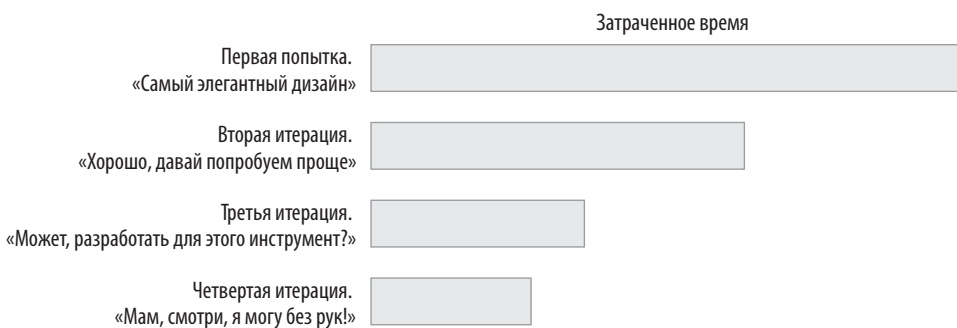 Затраченное время
Первая попытка.
«Самый элегантный дизайн»
Вторая итерация.
«Хорошо, давай попробуем проще»
Третья итерация.
«Может, разработать для этого инструмент?»
Четвертая итерация.
«Мам, смотри, я могу без рук!»